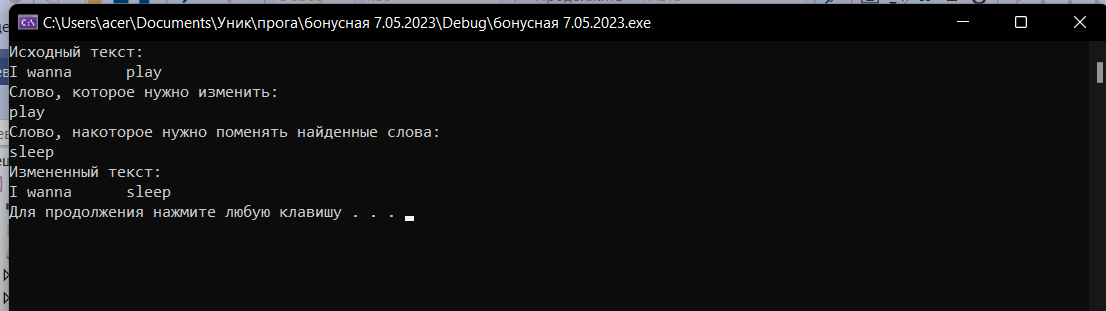 C:\Users\acer\Documents\Уник\прога\бонусная 7.05.2023\Debug\бонусная 7.05.2023.exe
Исходный текст:
I wanna      play
Слово, которое нужно изменить:
play
Слово, накоторое нужно поменять найденные слова:
sleep
Измененный текст:
I wanna      sleep
Для продолжения нажмите любую клавишу . . .